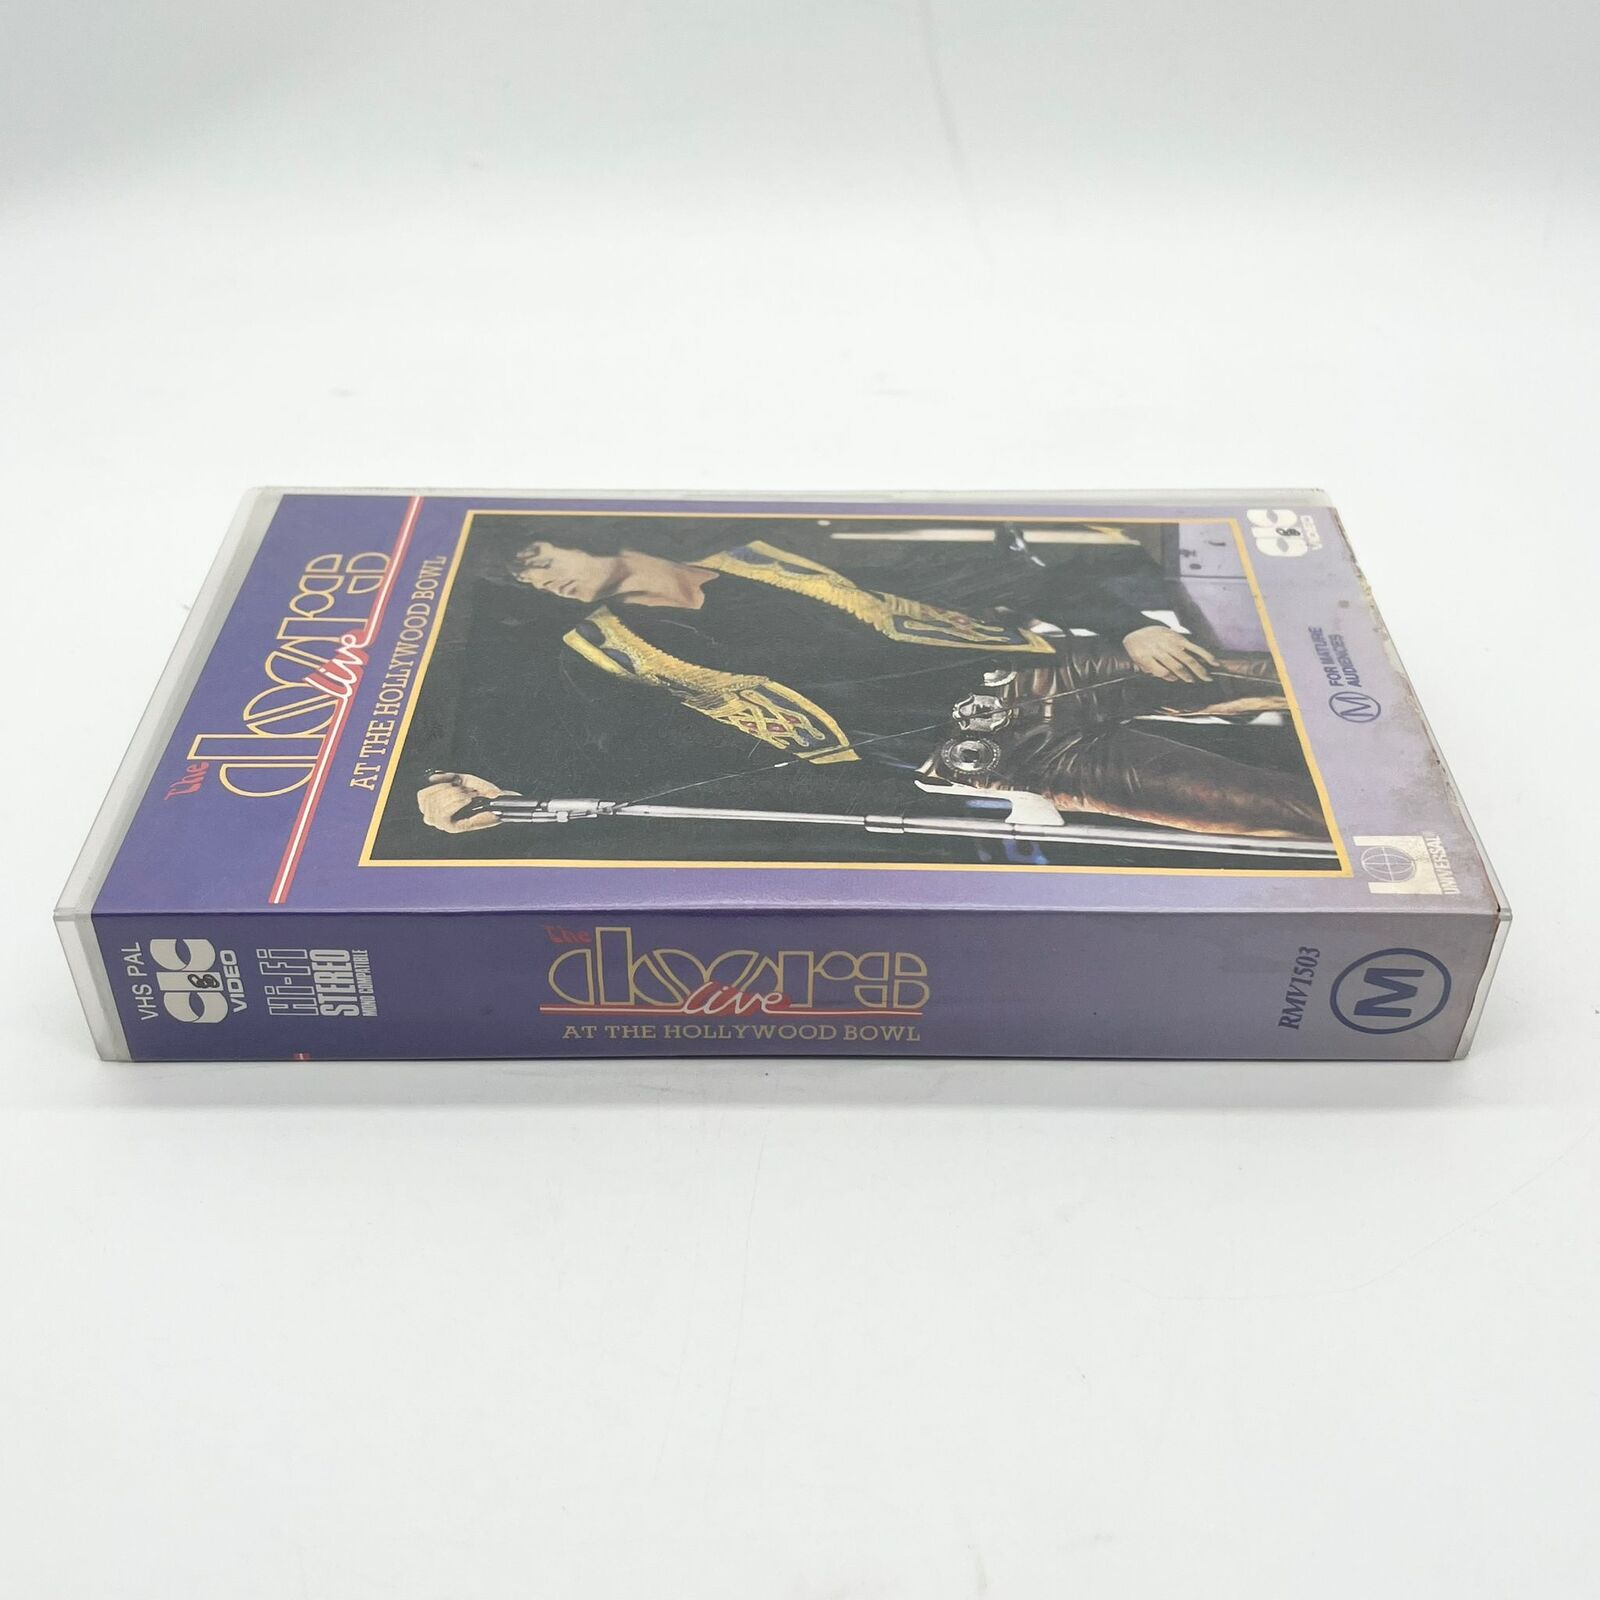 The
doors
live
AT THE HOLLYWOOD BOWL
VIDEO
M FOR MATURE
AUDIENCES
UNIVERSAL
VHS PAL
CIC
VIDEO
Hi-Fi
STEREO
MONO COMPATIBLE
The
doors
live
AT THE HOLLYWOOD BOWL
RMV1503
M